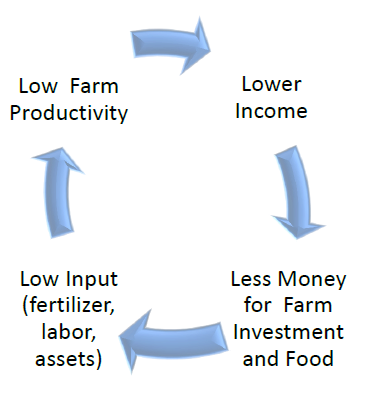 Low Farm
Productivity
Lower
Income
Less Money
for Farm
Investment
and Food
Low Input
(fertilizer,
labor,
assets)